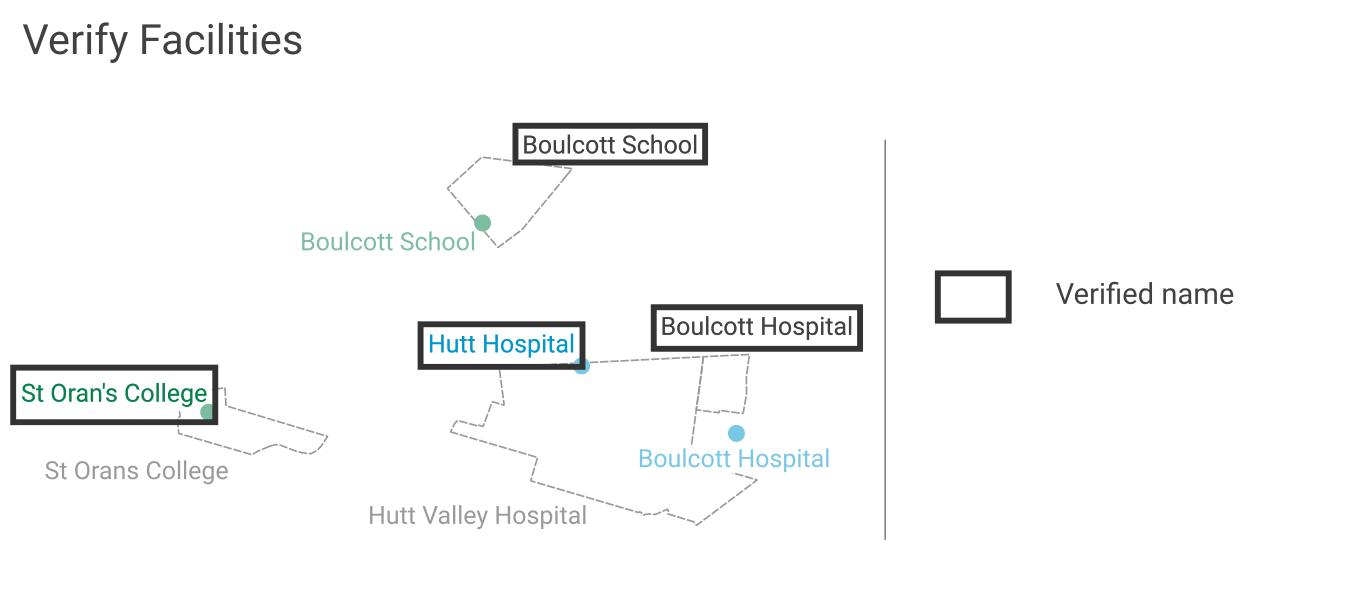 Verify Facilities
Boulcott School
Boulcott School
Verified name
Boulcott Hospital
Hutt Hospital
St Oran's College
Boulcott Hospital
St Orans College
Hutt Valley Hospital